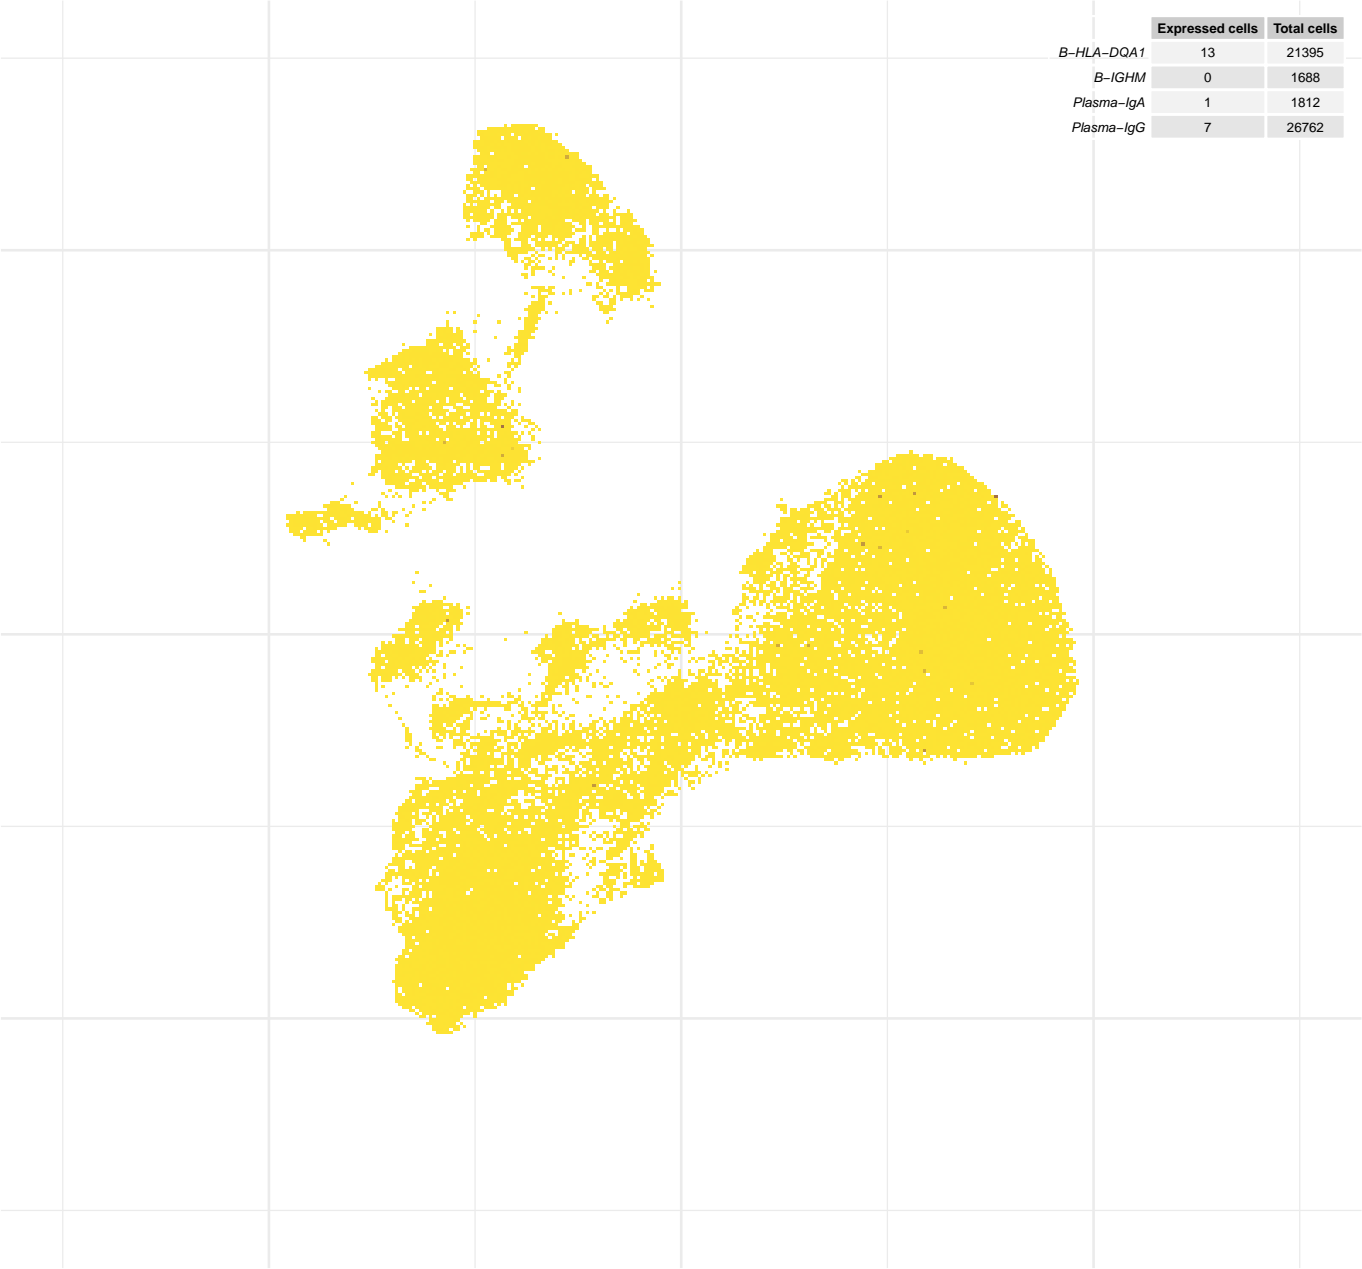 Expressed cells Total cells
B−HLA−DQA1 13 21395
B−IGHM 0 1688
Plasma−IgA 1 1812
Plasma−IgG 7 26762